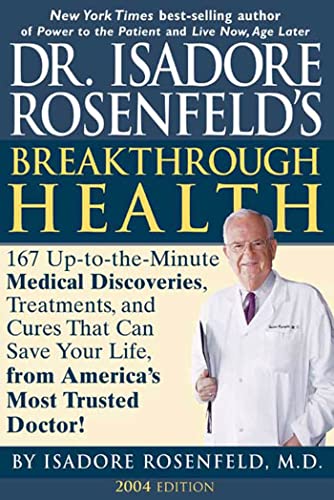 New York Times best-selling author
of Power to the Patient and Live Now, Age Later
DR. ISADORE
ROSENFELD'S
BREAKTHROUGH
HEALTH
167 Up-to-the-Minute
Medical Discoveries,
Treatments, and
Cures That Can
Save Your Life,
from America's
Most Trusted
Doctor!
BY ISADORE ROSENFELD, M.D.
2004 EDITION